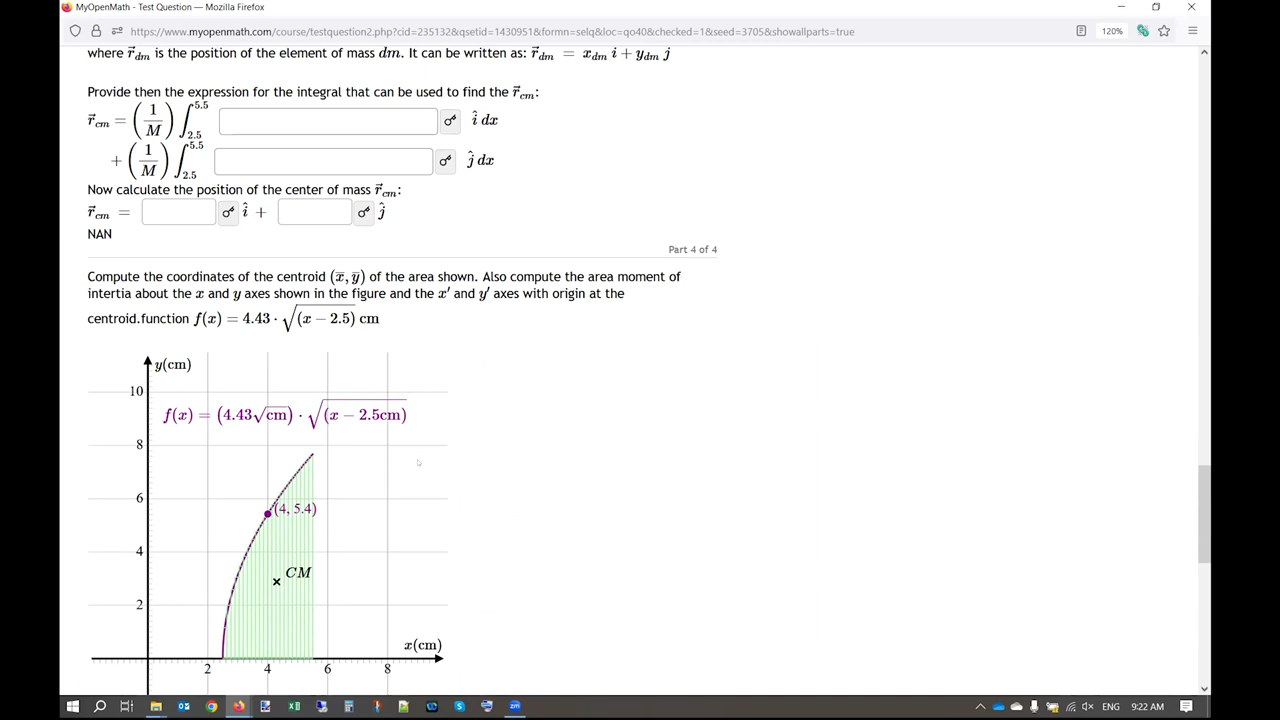 MyOpenMath - Test Question — Mozilla Firefox
https://www.myopenmath.com/course/testquestion2.php?cid=235132&qsetid=1430951&formn=selq&loc=qo40&checked=1&seed=3705&showallparts=true
120%
where r⃗dm is the position of the element of mass dm. It can be written as: r⃗dm = xdm i + ydm j
Provide then the expression for the integral that can be used to find the r⃗cm:
r⃗cm = (1/M) ∫2.5^5.5 î dx
+ (1/M) ∫2.5^5.5 ĵ dx
Now calculate the position of the center of mass r⃗cm:
r⃗cm = î + ĵ
NAN
Part 4 of 4
Compute the coordinates of the centroid (x̅, y̅) of the area shown. Also compute the area moment of
intertia about the x and y axes shown in the figure and the x′ and y′ axes with origin at the
centroid.function f(x) = 4.43 · √(x − 2.5) cm
y(cm)
10
f(x) = (4.43√cm) · √(x − 2.5cm)
8
6
(4, 5.4)
4
CM
2
x(cm)
2 4 6 8
ENG 9:22 AM